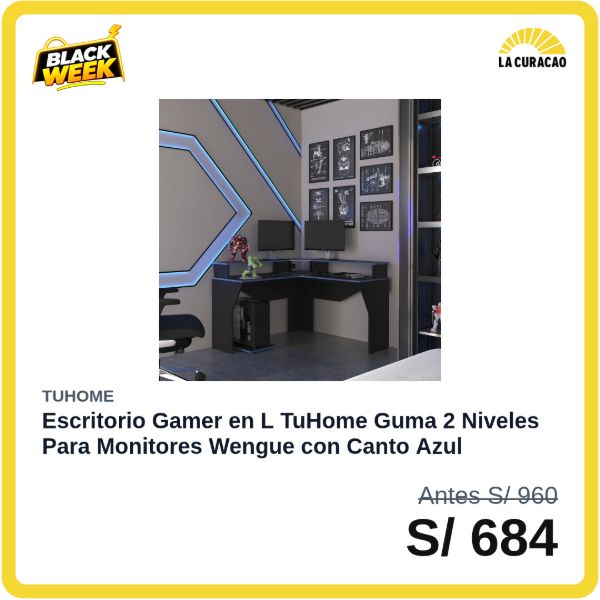 BLACK
WEEK
LA CURACAO
TUHOME
Escritorio Gamer en L TuHome Guma 2 Niveles
Para Monitores Wengue con Canto Azul
Antes S/ 960
S/ 684